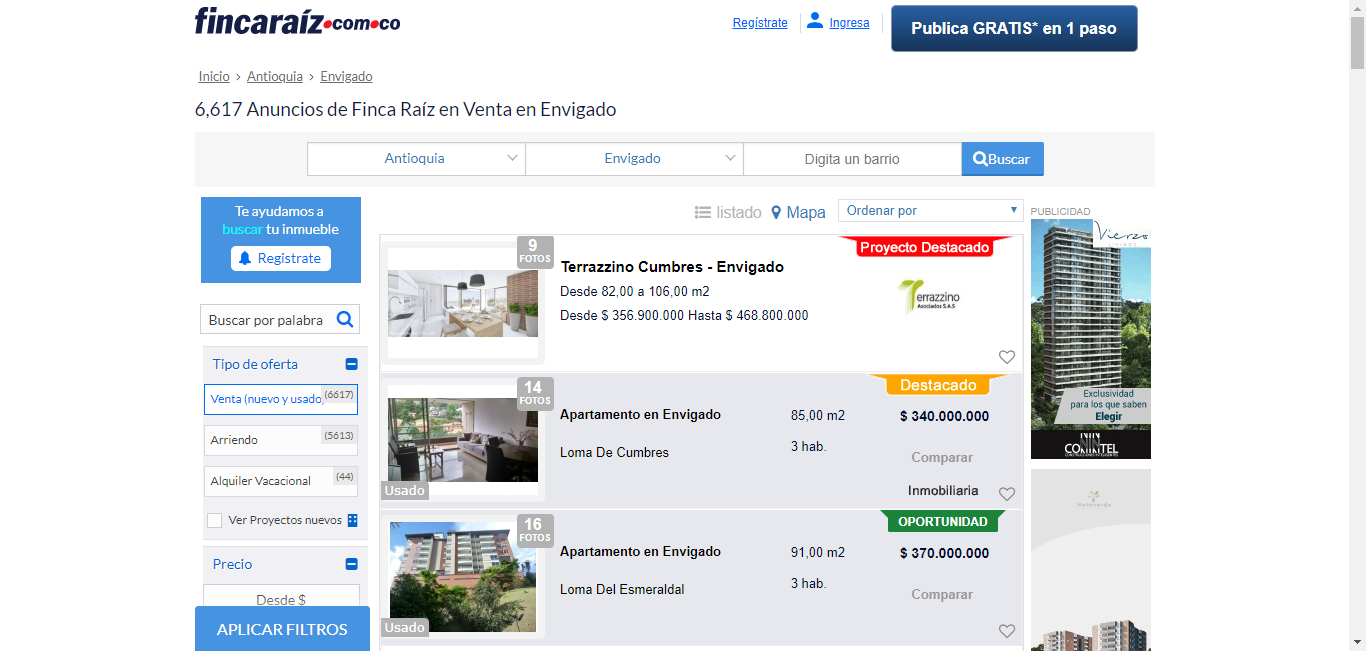 fincaraíz.com.co
Regístrate
Ingresa
Publica GRATIS* en 1 paso
Inicio > Antioquia > Envigado
6,617 Anuncios de Finca Raíz en Venta en Envigado
Antioquia
Envigado
Digita un barrio
Buscar
Te ayudamos a
buscar tu inmueble
Registrate
Buscar por palabra
Tipo de oferta
Venta (nuevo y usado)
(6617)
Arriendo
(5613)
Alquiler Vacacional
(44)
Ver Proyectos nuevos
Precio
Desde $
APLICAR FILTROS
listado
Mapa
Ordenar por
9
FOTOS
Terrazzino Cumbres - Envigado
Desde 82,00 a 106,00 m2
Desde $ 356.900.000 Hasta $ 468.800.000
Proyecto Destacado
Terrazzino
Asociados S.A.S
14
FOTOS
Usado
Apartamento en Envigado
Loma De Cumbres
85,00 m2
3 hab.
Destacado
$ 340.000.000
Comparar
Inmobiliaria
16
FOTOS
Usado
Apartamento en Envigado
Loma Del Esmeraldal
91,00 m2
3 hab.
OPORTUNIDAD
$ 370.000.000
Comparar
PUBLICIDAD
Vierzo
Exclusividad
para los que saben
Elegir
CONINTEL
CONSTRUCCIONES INTELIGENTES